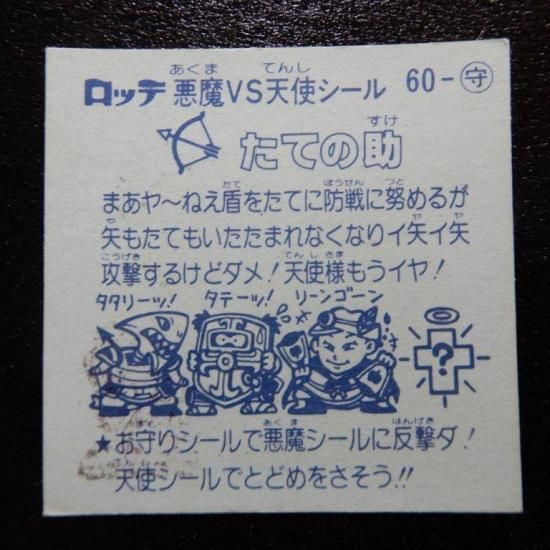 ロッテ 悪魔VS天使シール 60-守
たての助
まあヤ〜ねえ盾をたてに防戦に努めるが
矢もたてもいたたまれなくなりイ矢イ矢
攻撃するけどダメ!天使様もうイヤ!
タタリーッ! タテーッ! リーンゴーン
?
★お守りシールで悪魔シールに反撃ダ!
天使シールでとどめをさそう!!